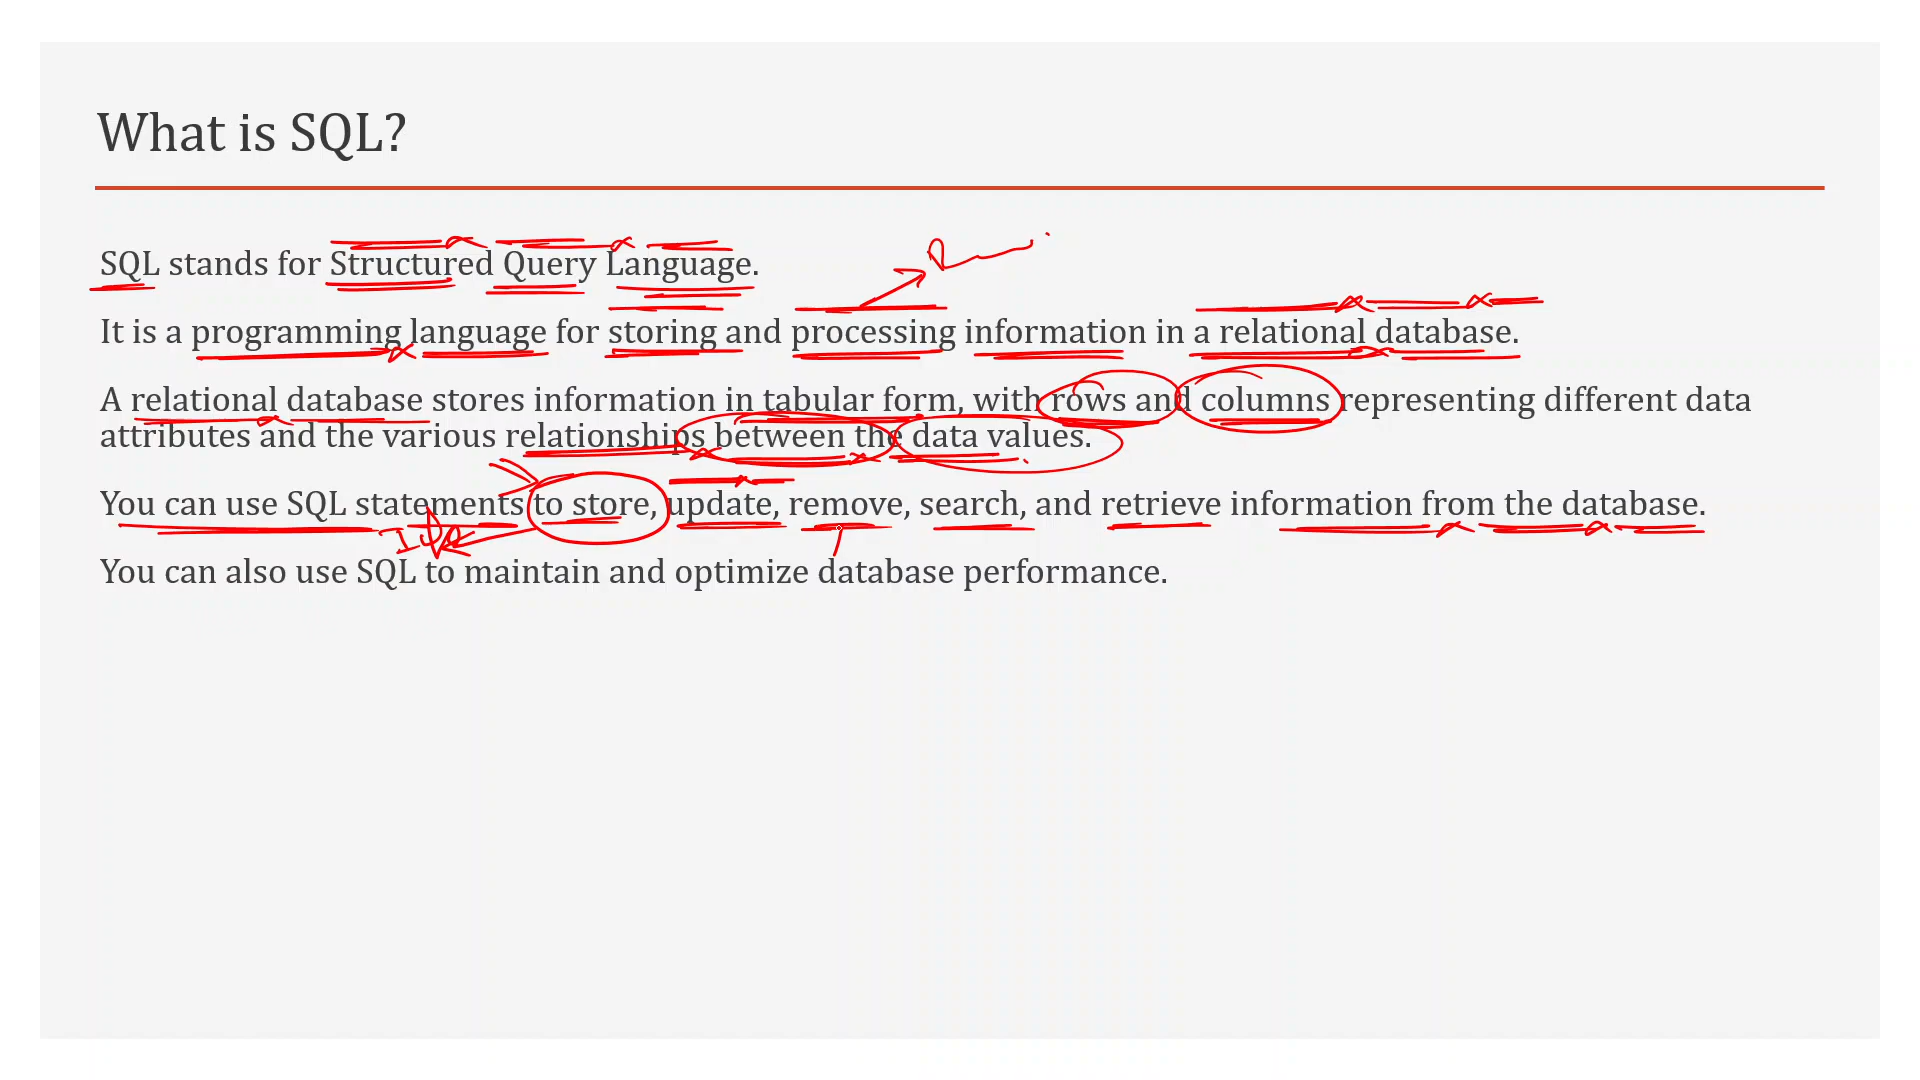 What is SQL?
SQL stands for Structured Query Language.
It is a programming language for storing and processing information in a relational database.
A relational database stores information in tabular form, with rows and columns representing different data
attributes and the various relationships between the data values.
You can use SQL statements to store, update, remove, search, and retrieve information from the database.
You can also use SQL to maintain and optimize database performance.